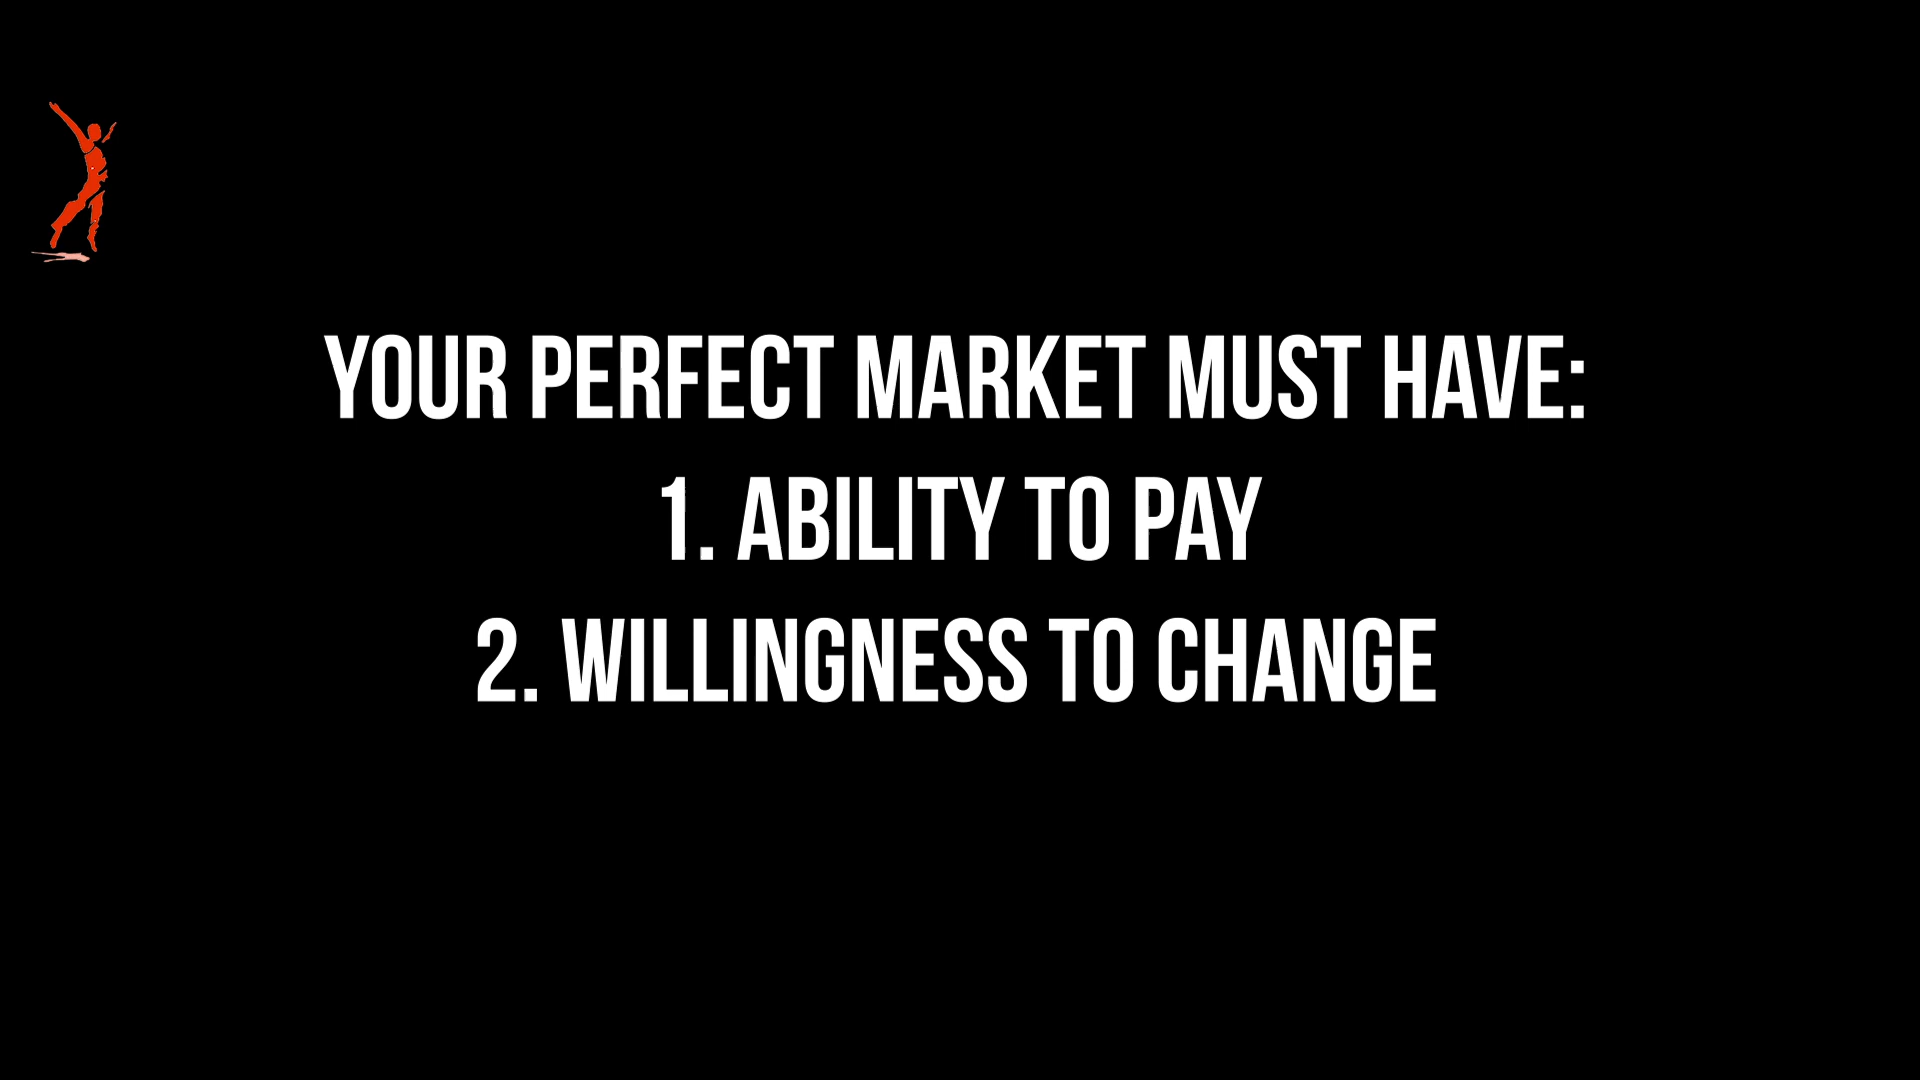 YOUR PERFECT MARKET MUST HAVE:
1. ABILITY TO PAY
2. WILLINGNESS TO CHANGE